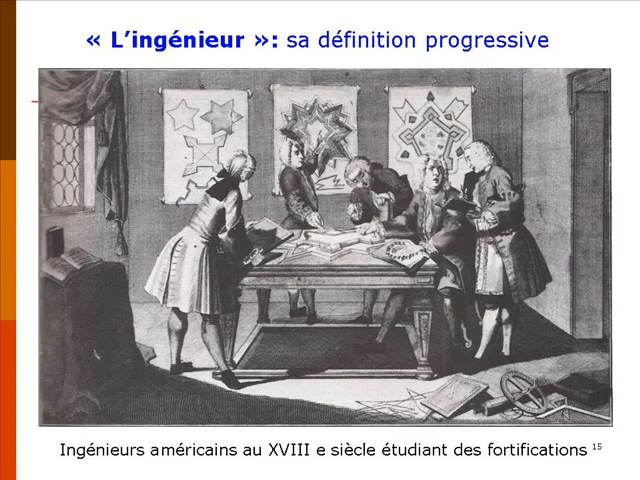 « L’ingénieur »: sa définition progressive
Ingénieurs américains au XVIII e siècle étudiant des fortifications 15